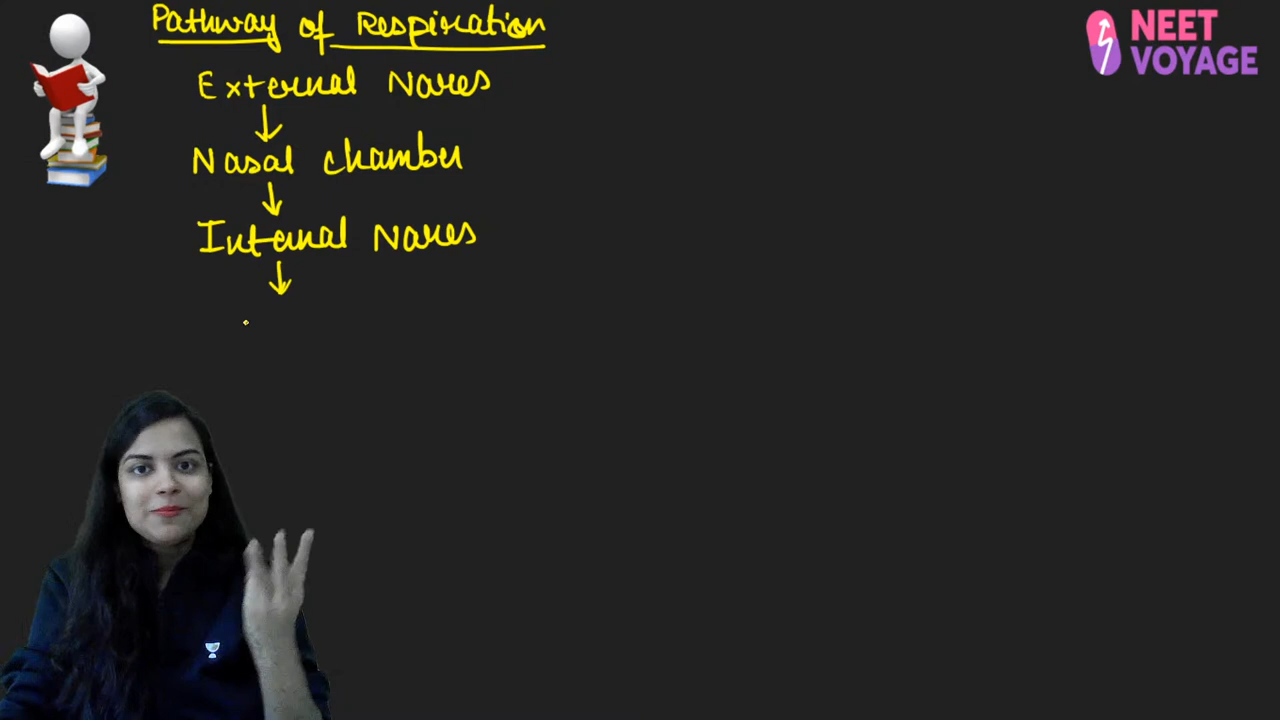 Pathway of Respiration
NEET
VOYAGE
External Nares
↓
Nasal chamber
↓
Internal Nares
↓